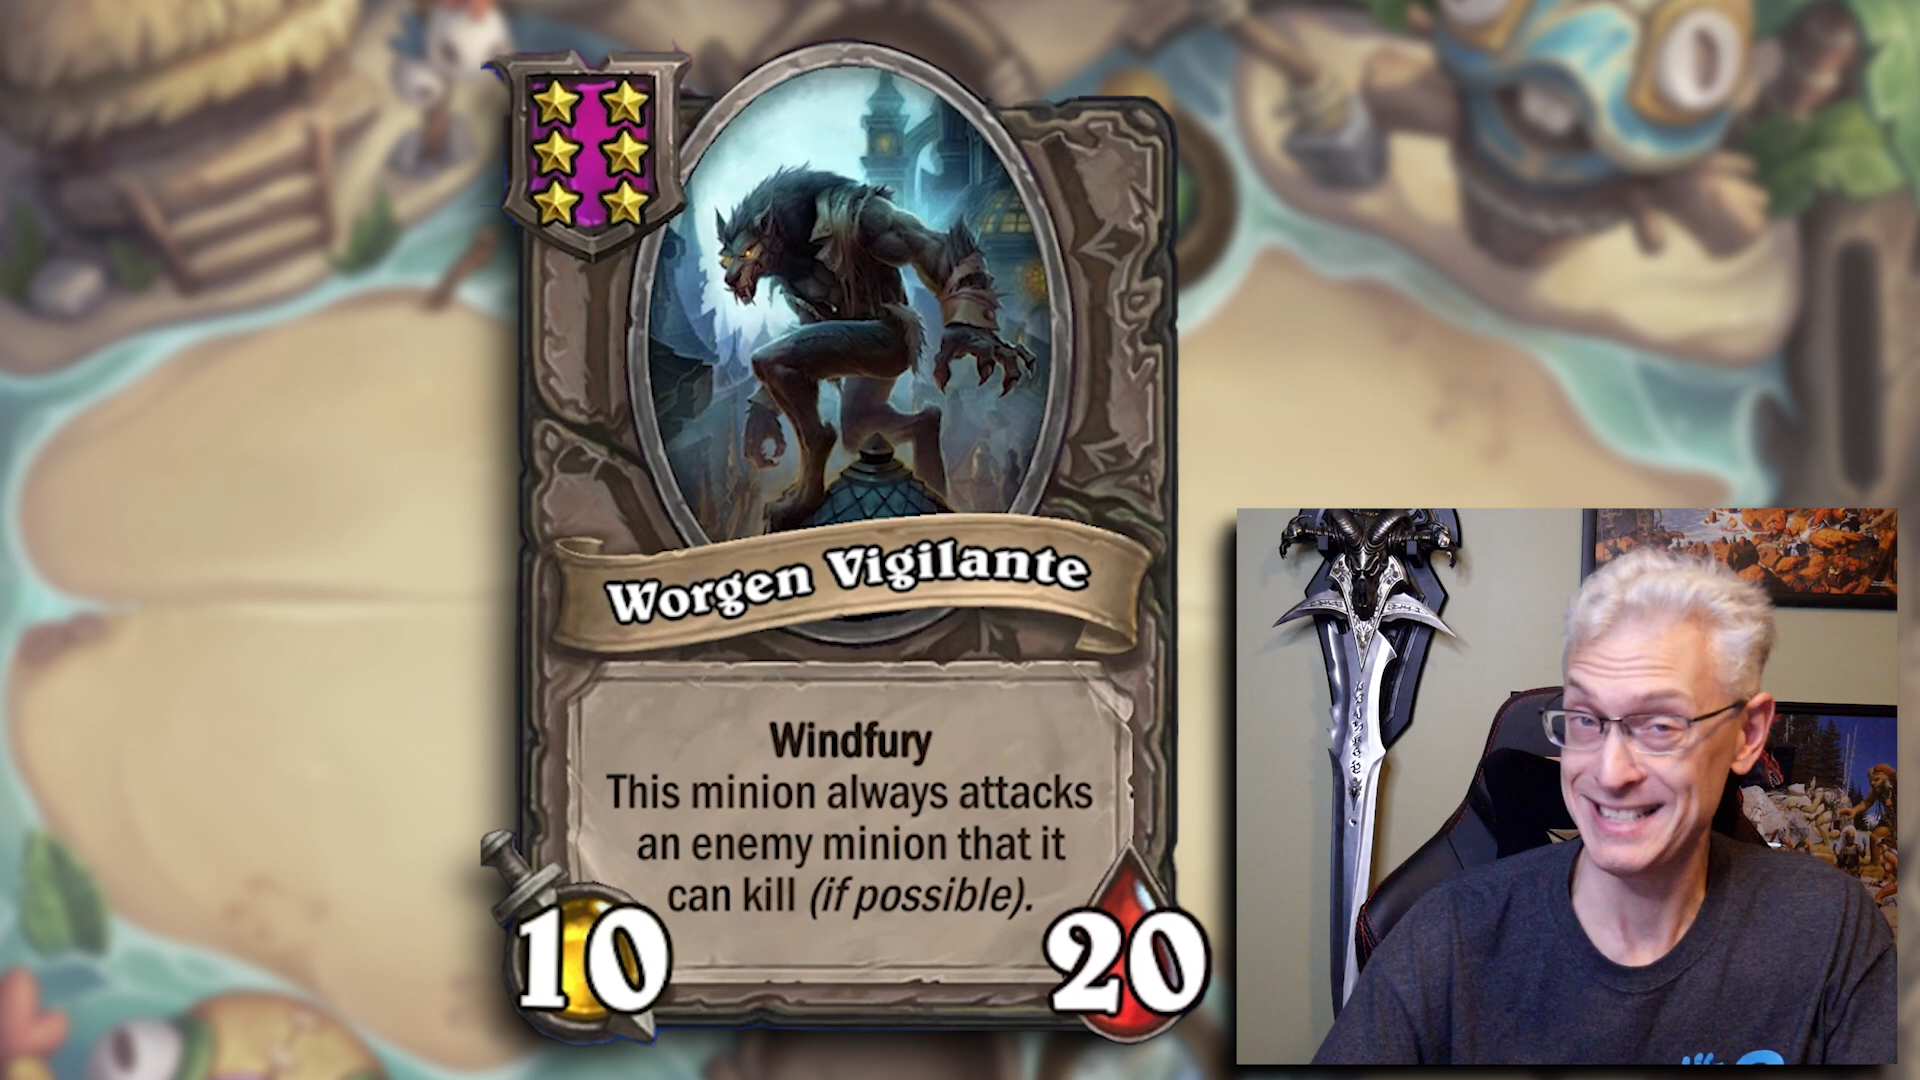 Worgen Vigilante
Windfury
This minion always attacks
an enemy minion that it
can kill (if possible).
10
20